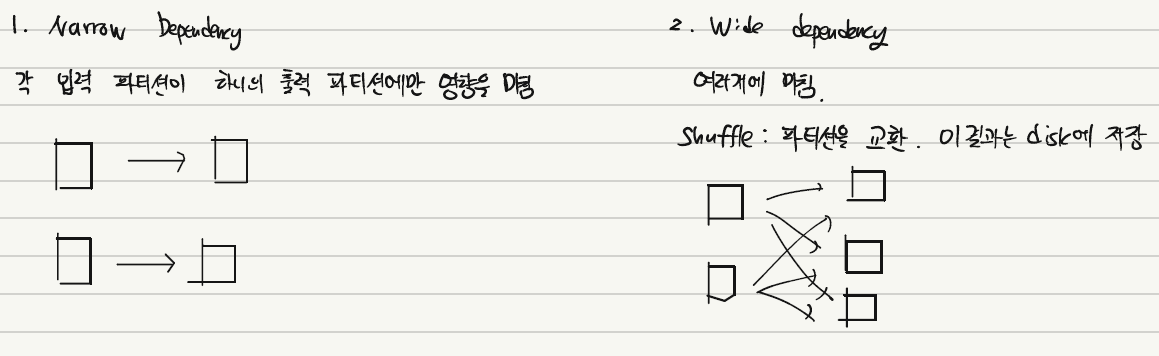 1. Narrow Dependency
각 입력 파티션이 하나의 출력 파티션에만 영향을 미침
2. Wide dependency
여러개에 미침.
Shuffle : 파티션을 교환. 이 결과는 disk에 저장